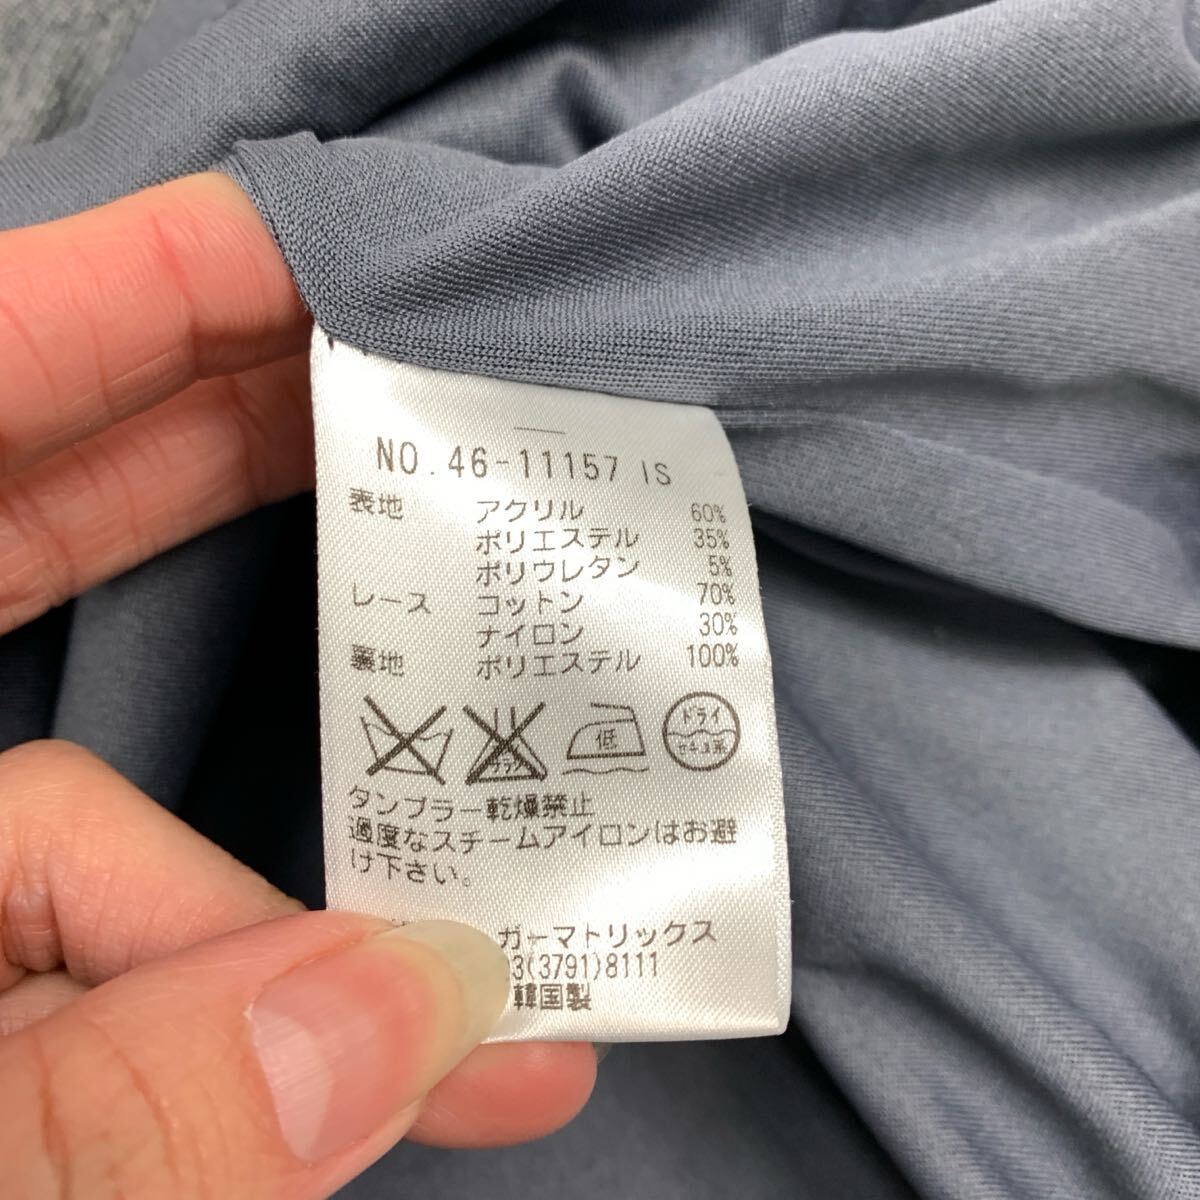 NO.46-11157 IS
表地 アクリル 60%
ポリエステル 35%
ポリウレタン 5%
レース コットン 70%
ナイロン 30%
裏地 ポリエステル 100%
低 ドライ
セキユ系
タンブラー乾燥禁止
過度なスチームアイロンはお避
け下さい。
ガーマトリックス
3(3791)8111
韓国製